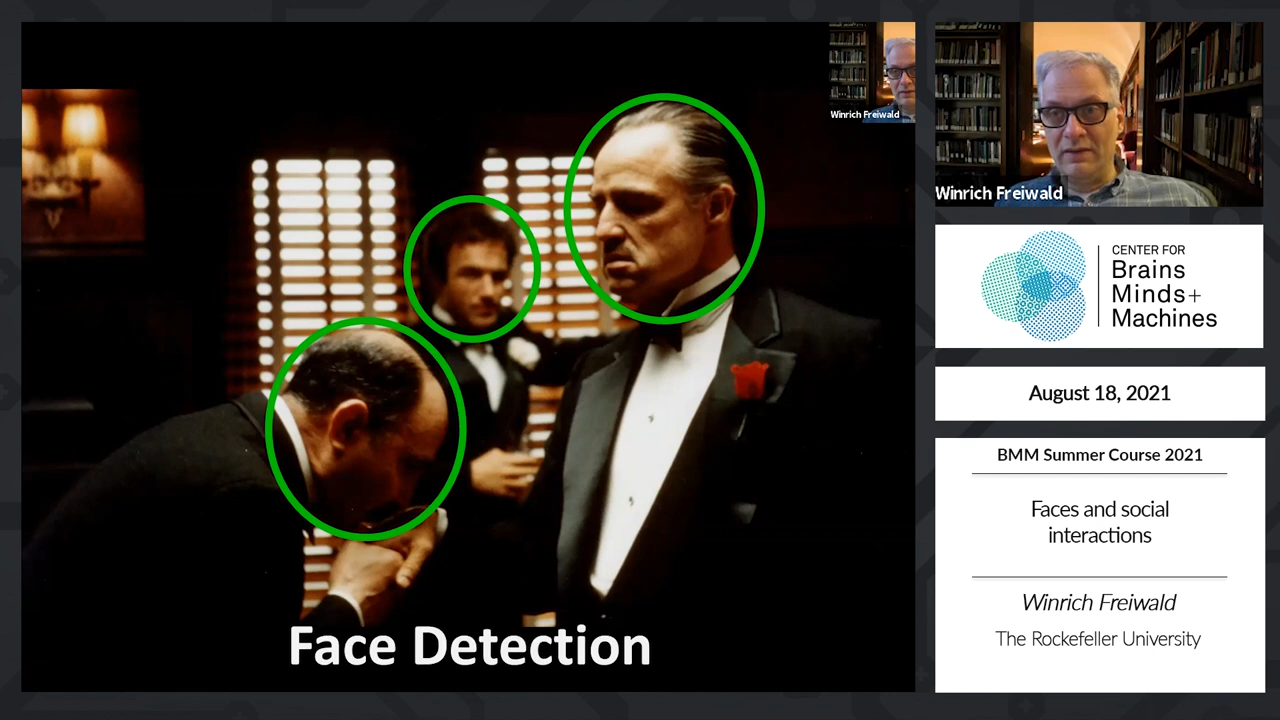 Winrich Freiwald
Face Detection
Winrich Freiwald
CENTER FOR
Brains
Minds+
Machines
August 18, 2021
BMM Summer Course 2021
Faces and social
interactions
Winrich Freiwald
The Rockefeller University